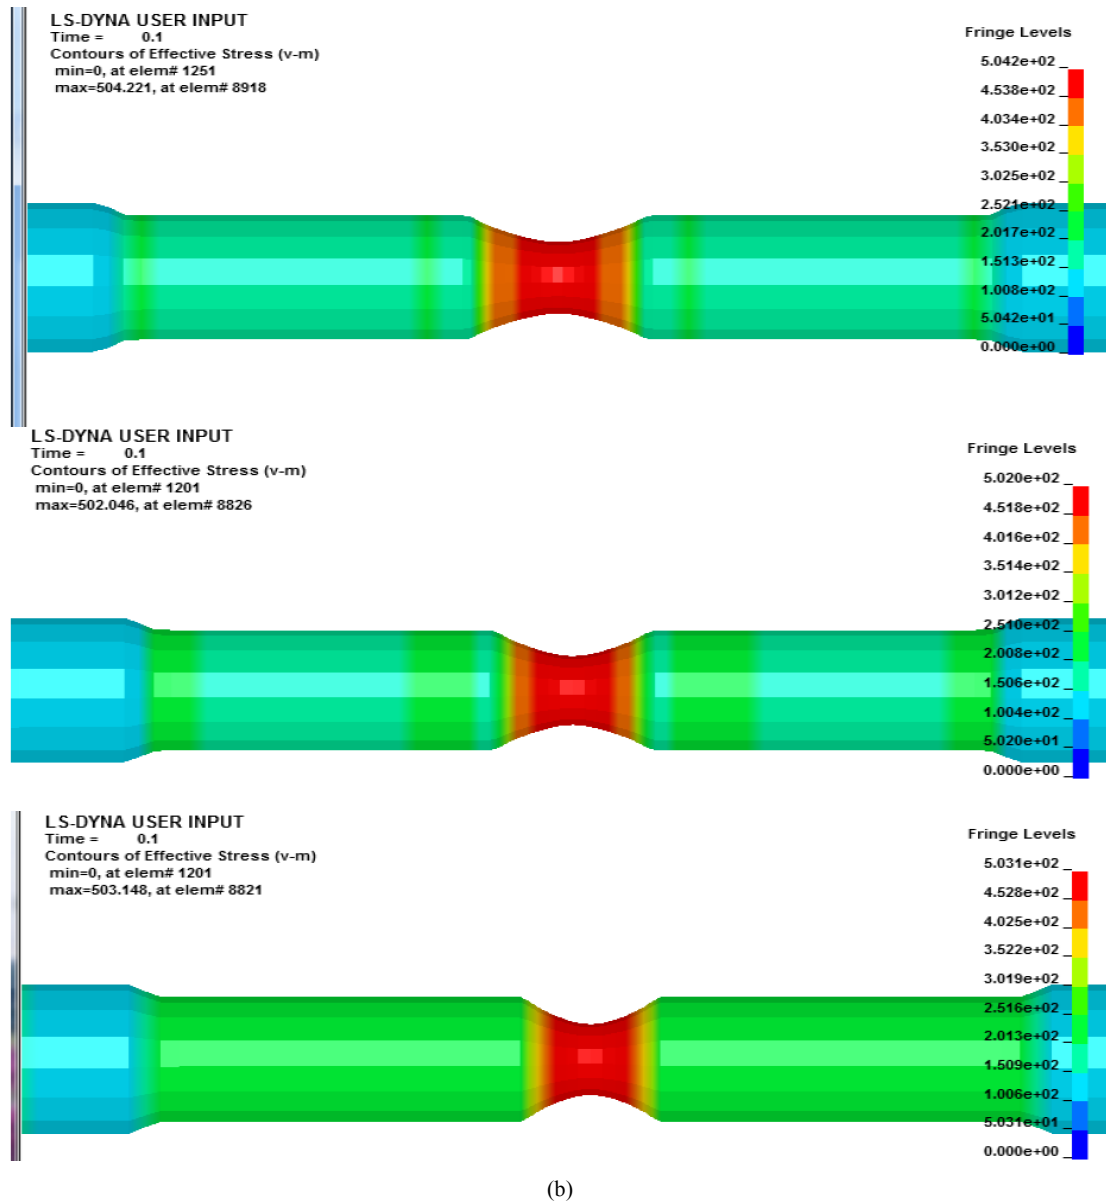 LS-DYNA USER INPUT
Time = 0.1
Contours of Effective Stress (v-m)
min=0, at elem# 1251
max=504.221, at elem# 8918
Fringe Levels
5.042e+02
4.538e+02
4.034e+02
3.530e+02
3.025e+02
2.521e+02
2.017e+02
1.513e+02
1.008e+02
5.042e+01
0.000e+00
LS-DYNA USER INPUT
Time = 0.1
Contours of Effective Stress (v-m)
min=0, at elem# 1201
max=502.046, at elem# 8826
Fringe Levels
5.020e+02
4.518e+02
4.016e+02
3.514e+02
3.012e+02
2.510e+02
2.008e+02
1.506e+02
1.004e+02
5.020e+01
0.000e+00
LS-DYNA USER INPUT
Time = 0.1
Contours of Effective Stress (v-m)
min=0, at elem# 1201
max=503.148, at elem# 8821
Fringe Levels
5.031e+02
4.528e+02
4.025e+02
3.522e+02
3.019e+02
2.516e+02
2.013e+02
1.509e+02
1.006e+02
5.031e+01
0.000e+00
(b)